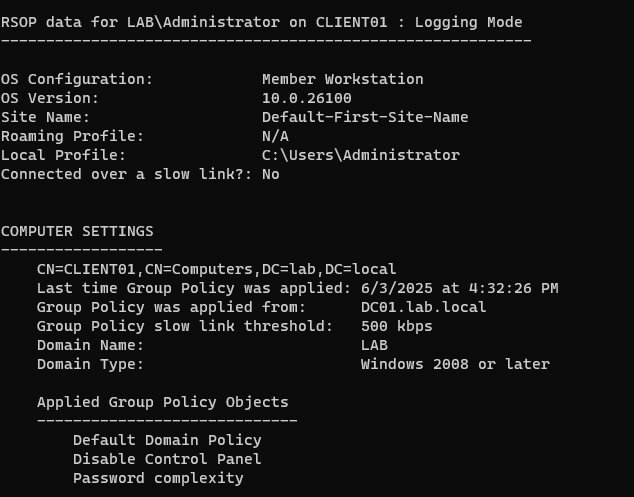 RSOP data for LAB\Administrator on CLIENT01 : Logging Mode
-----------------------------------------------------------
OS Configuration:            Member Workstation
OS Version:                  10.0.26100
Site Name:                   Default-First-Site-Name
Roaming Profile:             N/A
Local Profile:               C:\Users\Administrator
Connected over a slow link?: No
COMPUTER SETTINGS
------------------
    CN=CLIENT01,CN=Computers,DC=lab,DC=local
    Last time Group Policy was applied: 6/3/2025 at 4:32:26 PM
    Group Policy was applied from:      DC01.lab.local
    Group Policy slow link threshold:   500 kbps
    Domain Name:                        LAB
    Domain Type:                        Windows 2008 or later
    Applied Group Policy Objects
    -----------------------------
        Default Domain Policy
        Disable Control Panel
        Password complexity